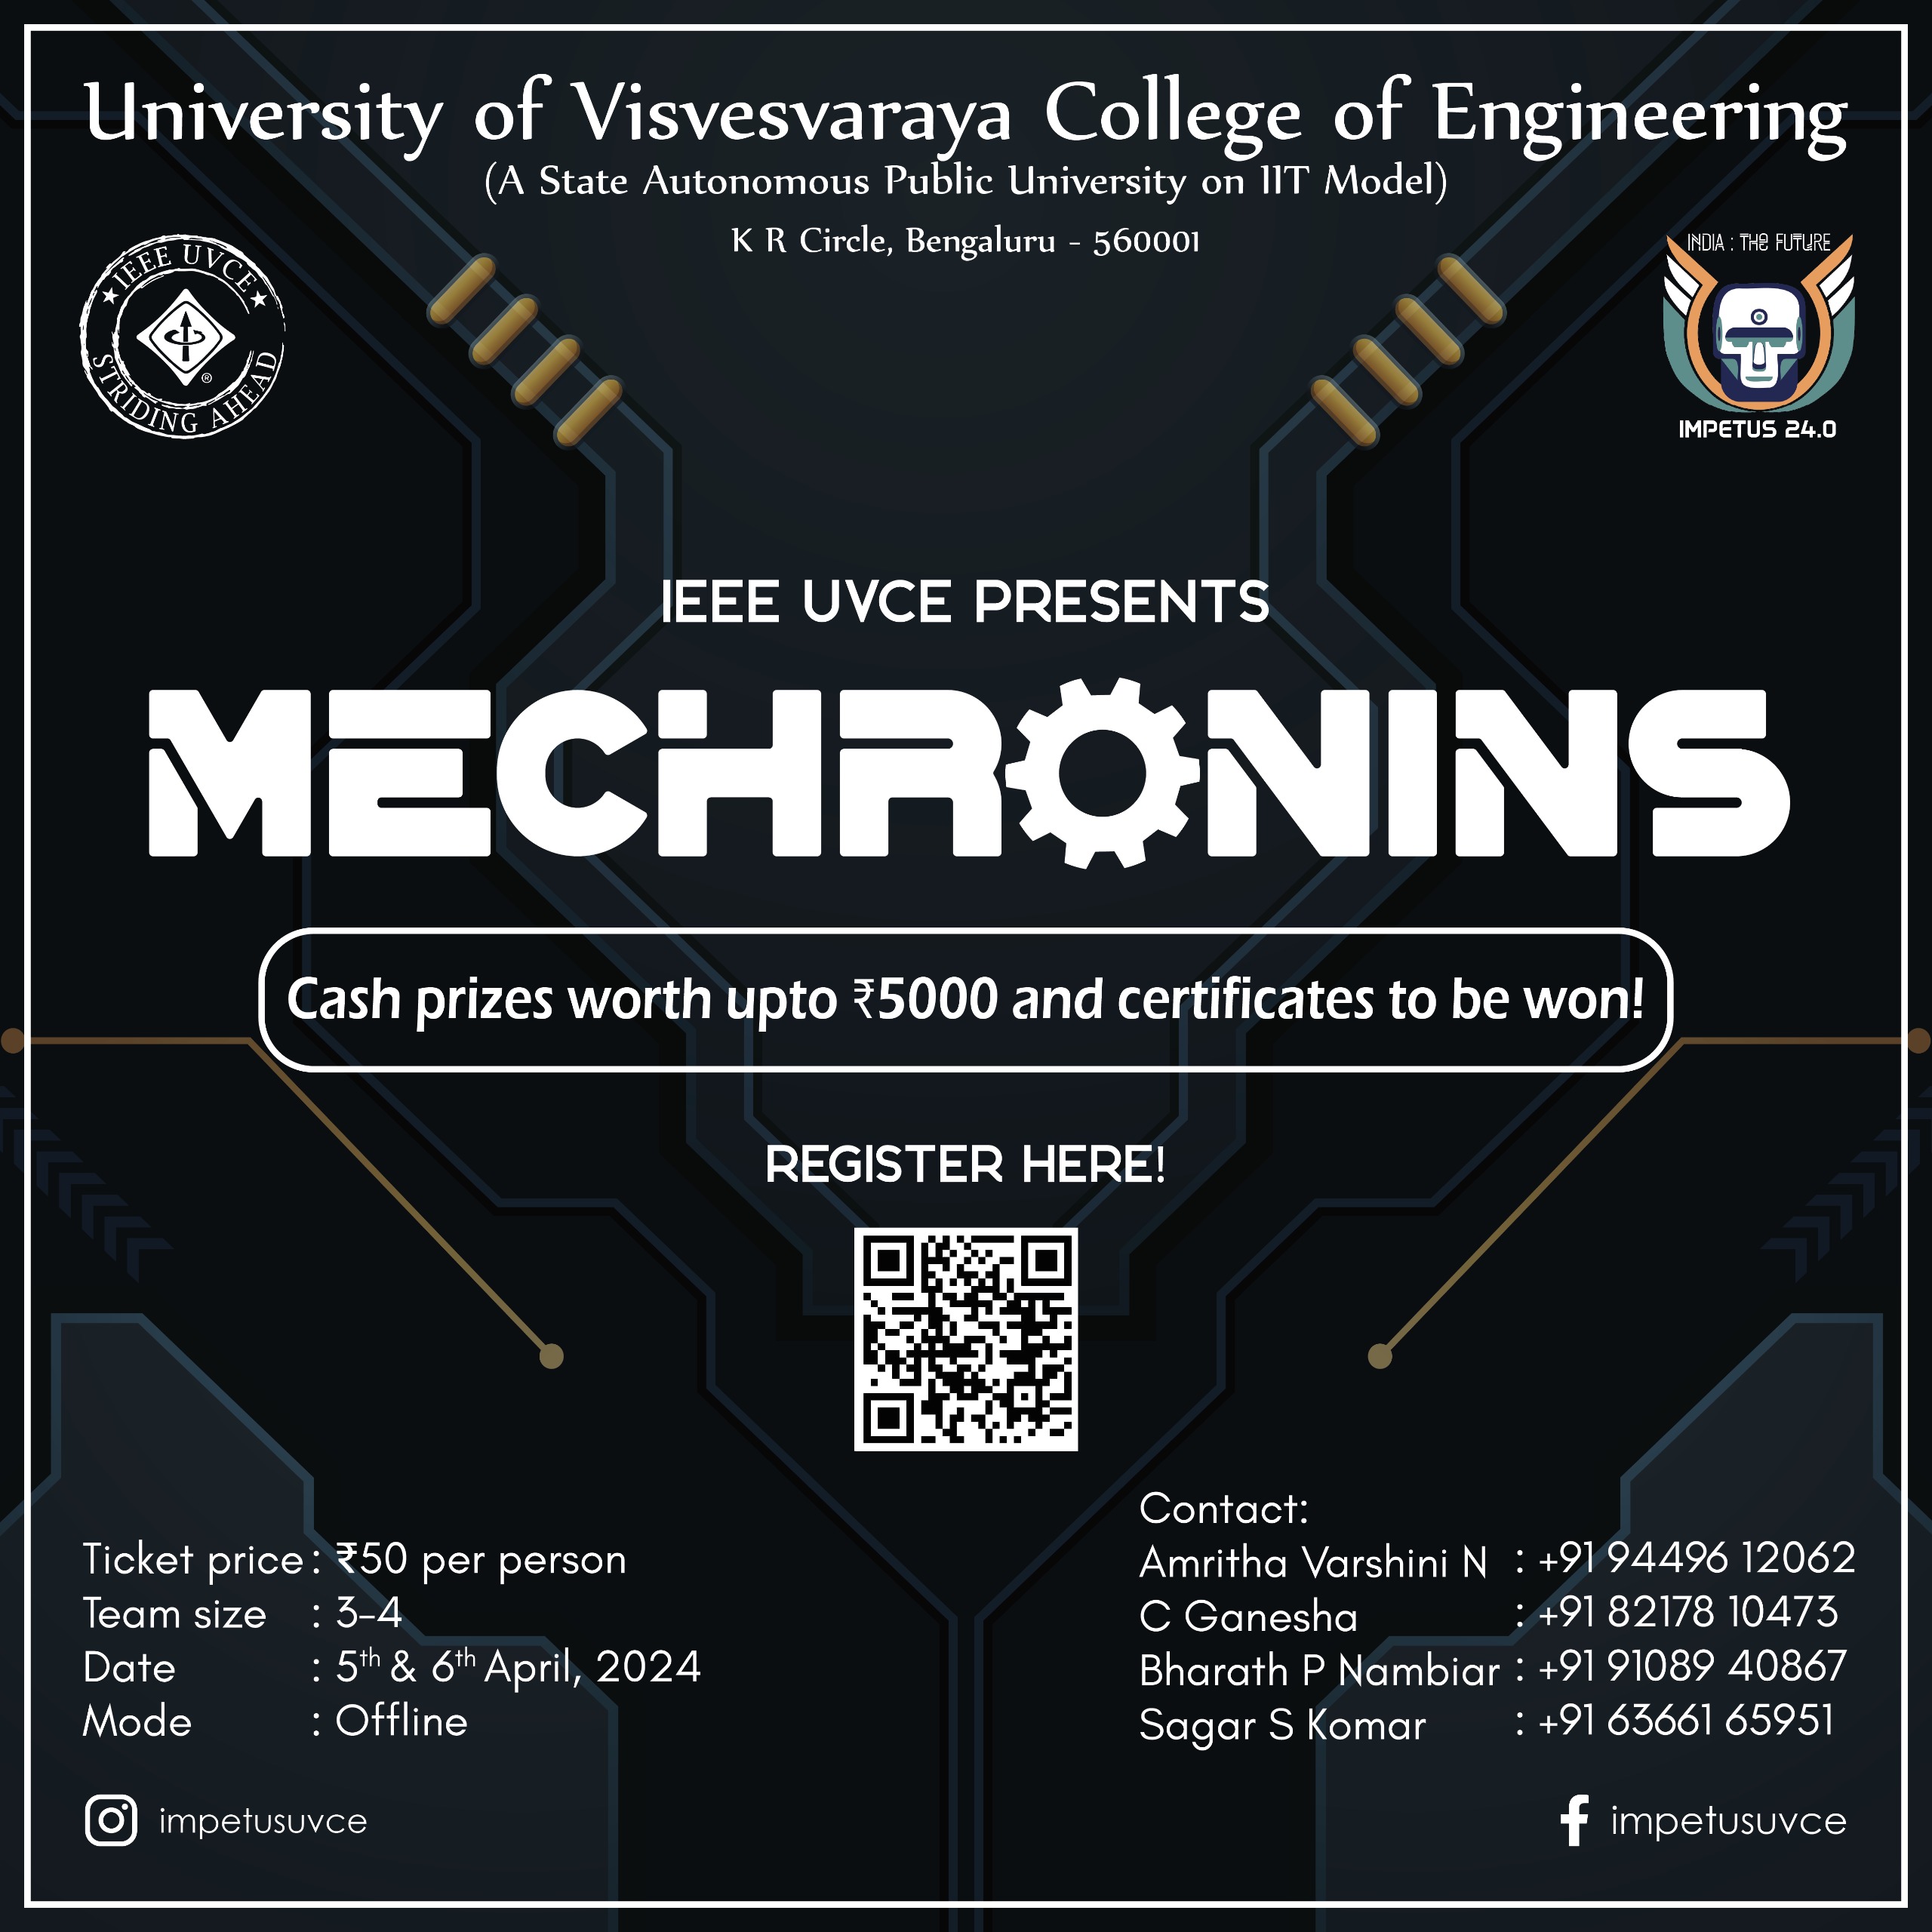 University of Visvesvaraya College of Engineering
(A State Autonomous Public University on IIT Model)
K R Circle, Bengaluru - 560001
IEEE UVCE
STRIDING AHEAD
®
INDIA : THE FUTURE
IMPETUS 24.0
IEEE UVCE PRESENTS
MECHRONINS
Cash prizes worth upto ₹5000 and certificates to be won!
REGISTER HERE!
Ticket price : ₹50 per person
Team size : 3-4
Date : 5th & 6th April, 2024
Mode : Offline
Contact:
Amritha Varshini N : +91 94496 12062
C Ganesha : +91 82178 10473
Bharath P Nambiar : +91 91089 40867
Sagar S Komar : +91 63661 65951
impetusuvce
impetusuvce